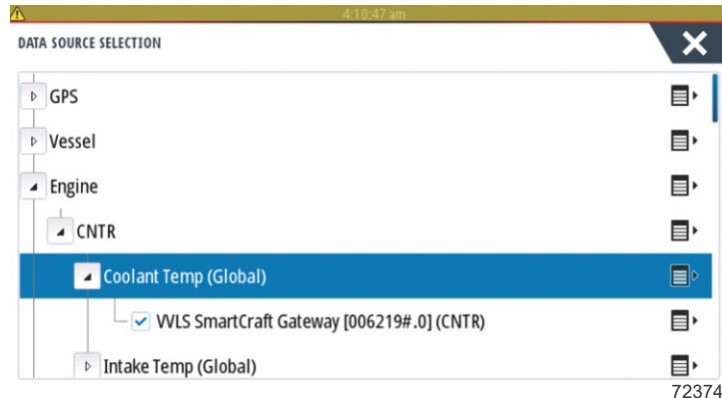 4:10:47 am
DATA SOURCE SELECTION
GPS
Vessel
Engine
CNTR
Coolant Temp (Global)
VVLS SmartCraft Gateway [006219#.0] (CNTR)
Intake Temp (Global)
72374